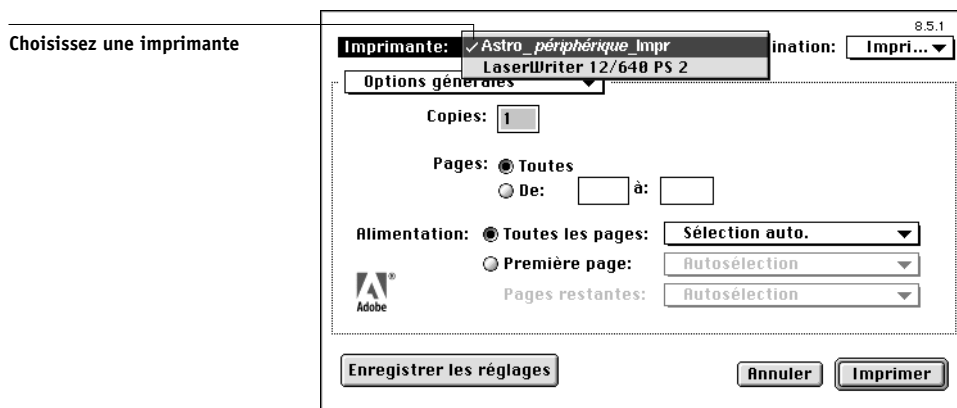 8.5.1
Choisissez une imprimante
Imprimante: ✓Astro_périphérique_Impr ination: Impri...
LaserWriter 12/640 PS 2
Options générales
Copies: 1
Pages: Toutes
De: à:
Alimentation: Toutes les pages: Sélection auto.
Première page: Autosélection
Pages restantes: Autosélection
Adobe ®
Enregistrer les réglages Annuler Imprimer